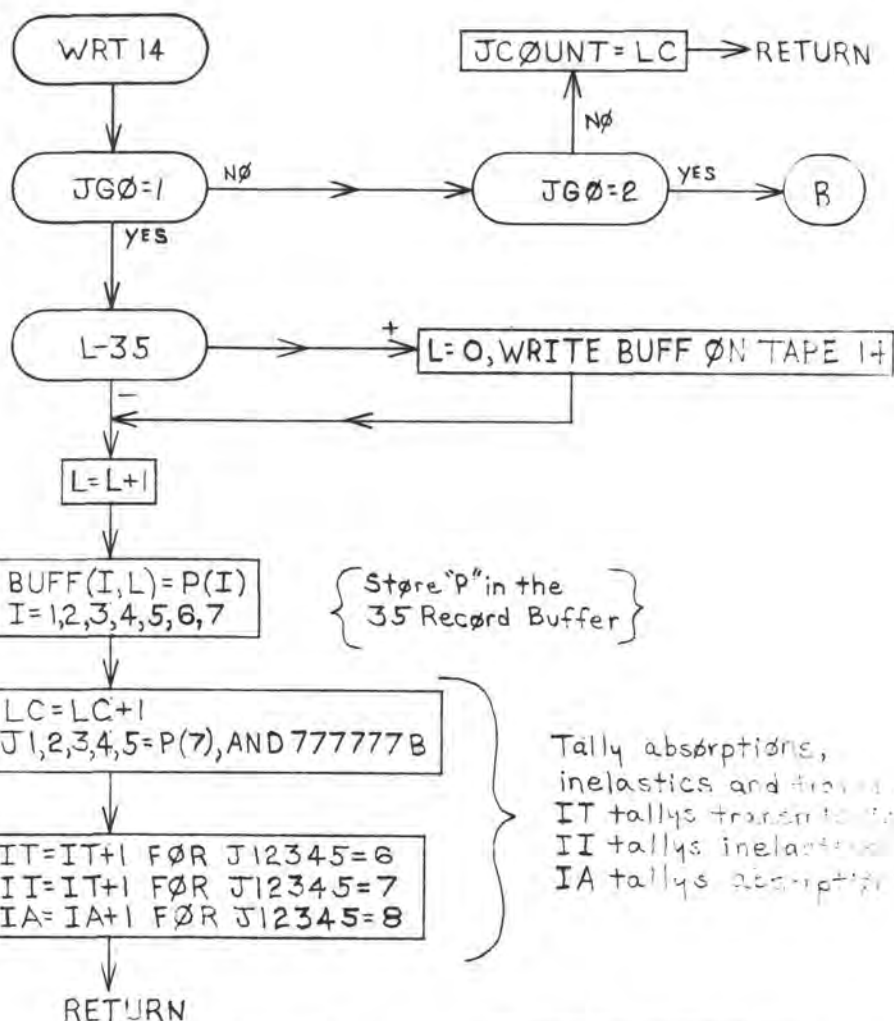 WRT 14
JCØUNT=LC
RETURN
NØ
JGØ=1
NØ
JGØ=2
YES
B
YES
L-35
+
L=0,WRITE BUFF ØN TAPE 14
-
L=L+1
BUFF(I,L)=P(I)
I=1,2,3,4,5,6,7
{Støre "P" in the
35 Recørd Buffer}
LC=LC+1
J1,2,3,4,5=P(7),AND 777777B
Tally absørptiøns,
inelastics and
IT tallys
II tallys
IA tallys
IT=IT+1 FØR J12345=6
II=IT+1 FØR J12345=7
IA=IA+1 FØR J12345=8
RETURN